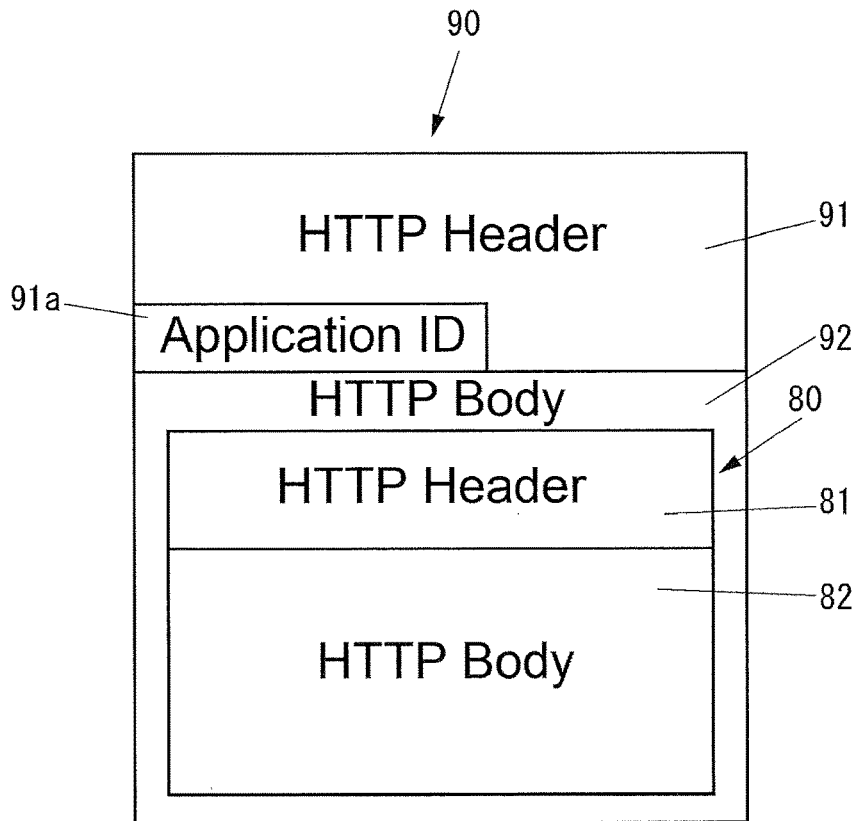 90
HTTP Header
91
91a
Application ID
92
HTTP Body
80
HTTP Header
81
82
HTTP Body